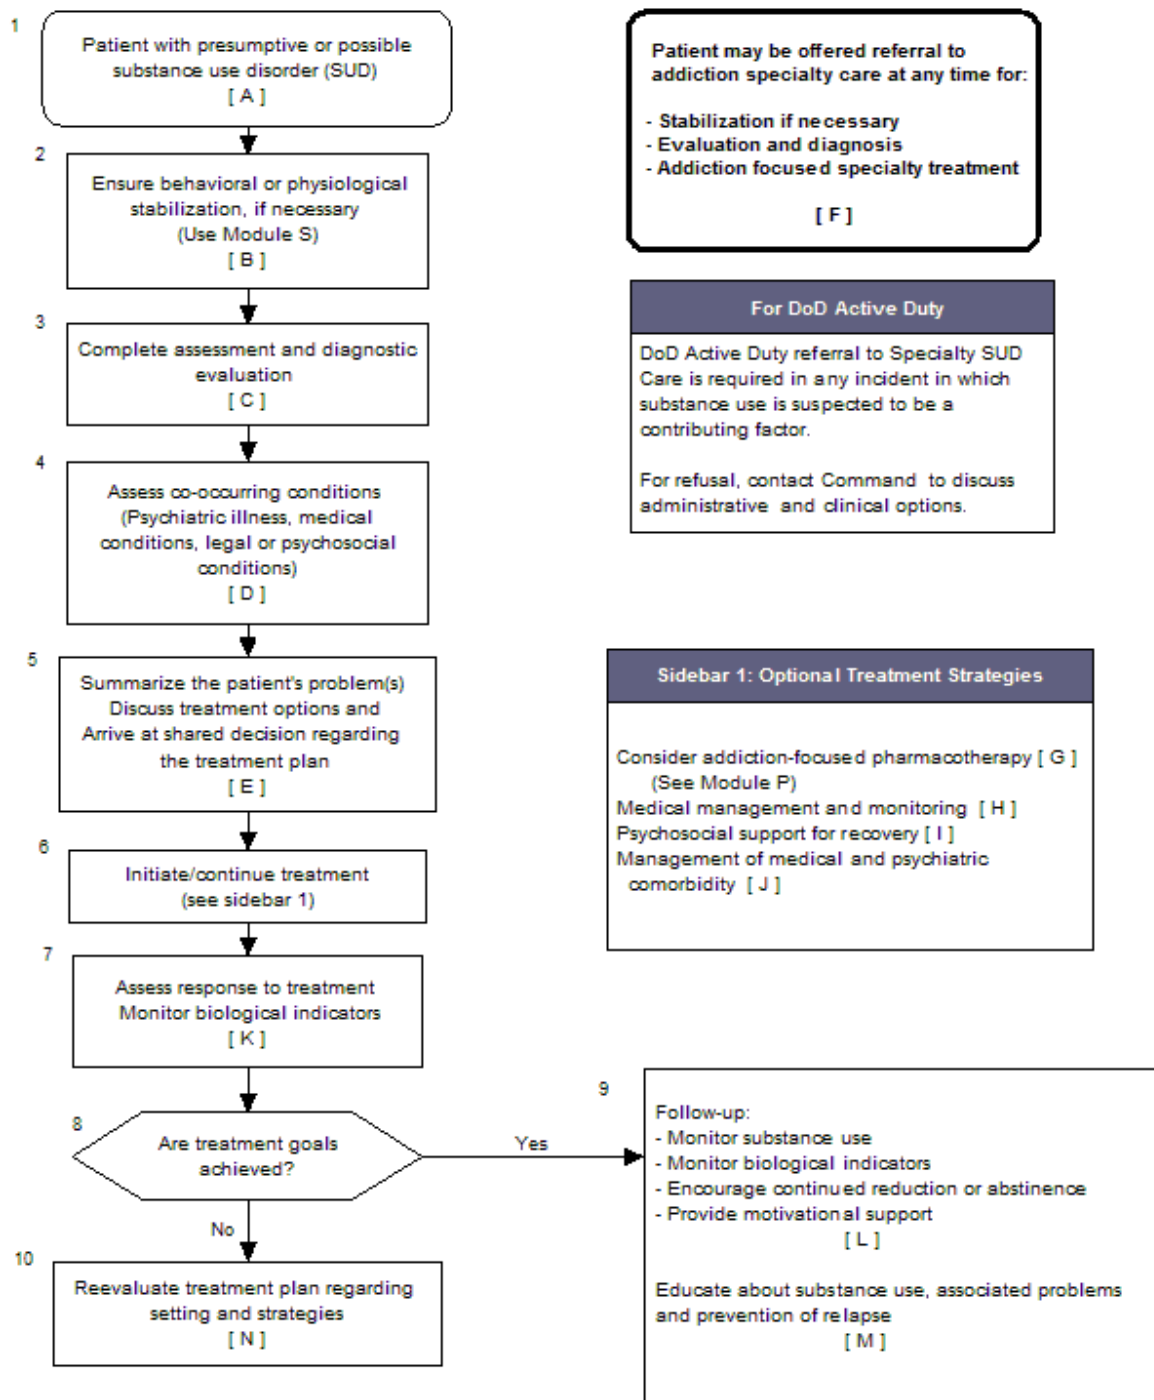 1
Patient with presumptive or possible
substance use disorder (SUD)
[ A ]
2
Ensure behavioral or physiological
stabilization, if necessary
(Use Module S)
[ B ]
3
Complete assessment and diagnostic
evaluation
[ C ]
4
Assess co-occurring conditions
(Psychiatric illness, medical
conditions, legal or psychosocial
conditions)
[ D ]
5
Summarize the patient's problem(s)
Discuss treatment options and
Arrive at shared decision regarding
the treatment plan
[ E ]
6
Initiate/continue treatment
(see sidebar 1)
7
Assess response to treatment
Monitor biological indicators
[ K ]
8
Are treatment goals
achieved?
Yes
No
10
Reevaluate treatment plan regarding
setting and strategies
[ N ]
Patient may be offered referral to
addiction specialty care at any time for:
- Stabilization if necessary
- Evaluation and diagnosis
- Addiction focused specialty treatment
[ F ]
For DoD Active Duty
DoD Active Duty referral to Specialty SUD
Care is required in any incident in which
substance use is suspected to be a
contributing factor.
For refusal, contact Command to discuss
administrative and clinical options.
Sidebar 1: Optional Treatment Strategies
Consider addiction-focused pharmacotherapy [ G ]
(See Module P)
Medical management and monitoring [ H ]
Psychosocial support for recovery [ I ]
Management of medical and psychiatric
comorbidity [ J ]
9
Follow-up:
- Monitor substance use
- Monitor biological indicators
- Encourage continued reduction or abstinence
- Provide motivational support
[ L ]
Educate about substance use, associated problems
and prevention of relapse
[ M ]